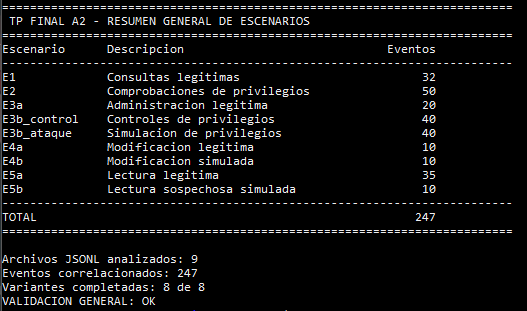 ================================================================================
TP FINAL A2 - RESUMEN GENERAL DE ESCENARIOS
================================================================================
Escenario Descripcion Eventos
--------------------------------------------------------------------------------
E1 Consultas legitimas 32
E2 Comprobaciones de privilegios 50
E3a Administracion legitima 20
E3b_control Controles de privilegios 40
E3b_ataque Simulacion de privilegios 40
E4a Modificacion legitima 10
E4b Modificacion simulada 10
E5a Lectura legitima 35
E5b Lectura sospechosa simulada 10
--------------------------------------------------------------------------------
TOTAL 247
================================================================================
Archivos JSONL analizados: 9
Eventos correlacionados: 247
Variantes completadas: 8 de 8
VALIDACION GENERAL: OK